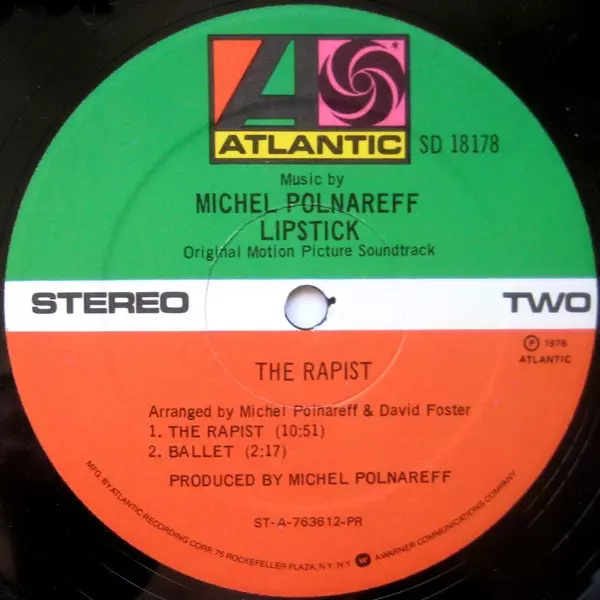 ATLANTIC
SD 18178
Music by
MICHEL POLNAREFF
LIPSTICK
Original Motion Picture Soundtrack
STEREO
TWO
℗ 1976
ATLANTIC
THE RAPIST
Arranged by Michel Polnareff & David Foster
1. THE RAPIST (10:51)
2. BALLET (2:17)
PRODUCED BY MICHEL POLNAREFF
ST-A-763612-PR
MFG. BY ATLANTIC RECORDING CORP., 75 ROCKEFELLER PLAZA, N.Y. N.Y. A WARNER COMMUNICATIONS COMPANY